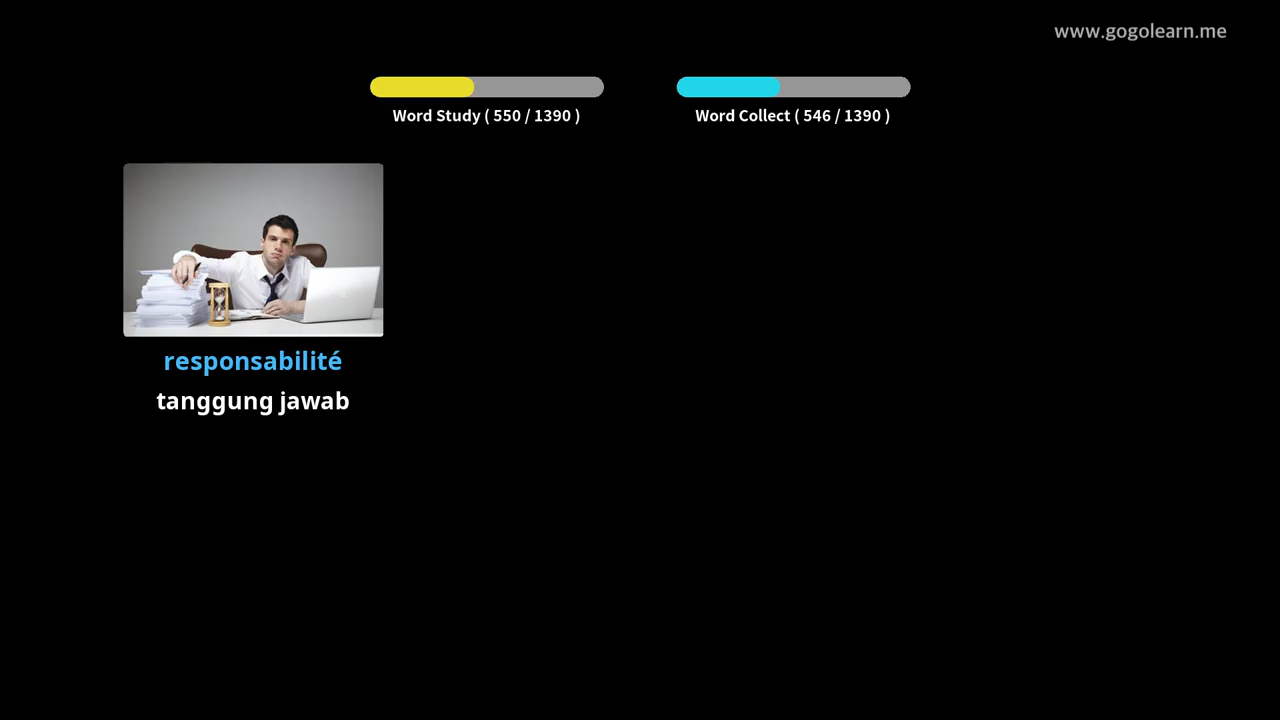 www.gogolearn.me
Word Study ( 550 / 1390 )
Word Collect ( 546 / 1390 )
responsabilité
tanggung jawab